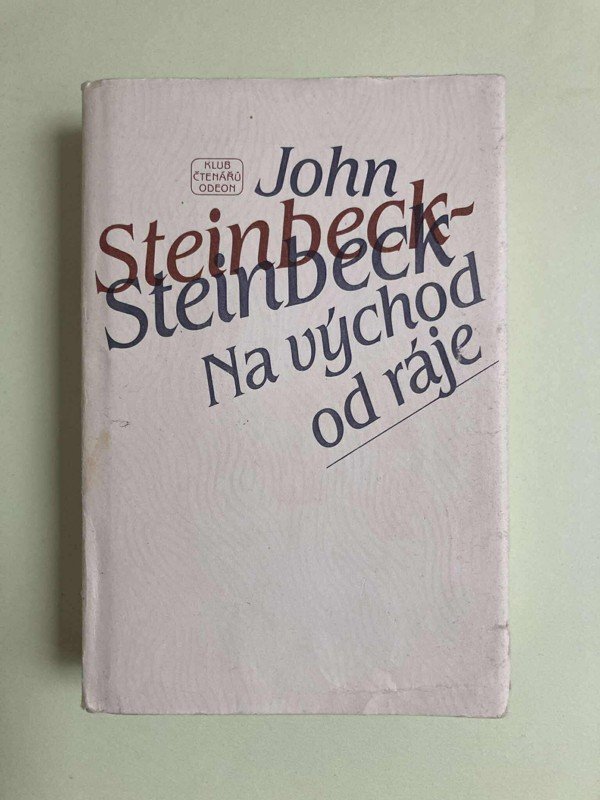 KLUB
ČTENÁŘŮ
ODEON
John
Steinbeck-
Steinbeck
Na východ
od ráje